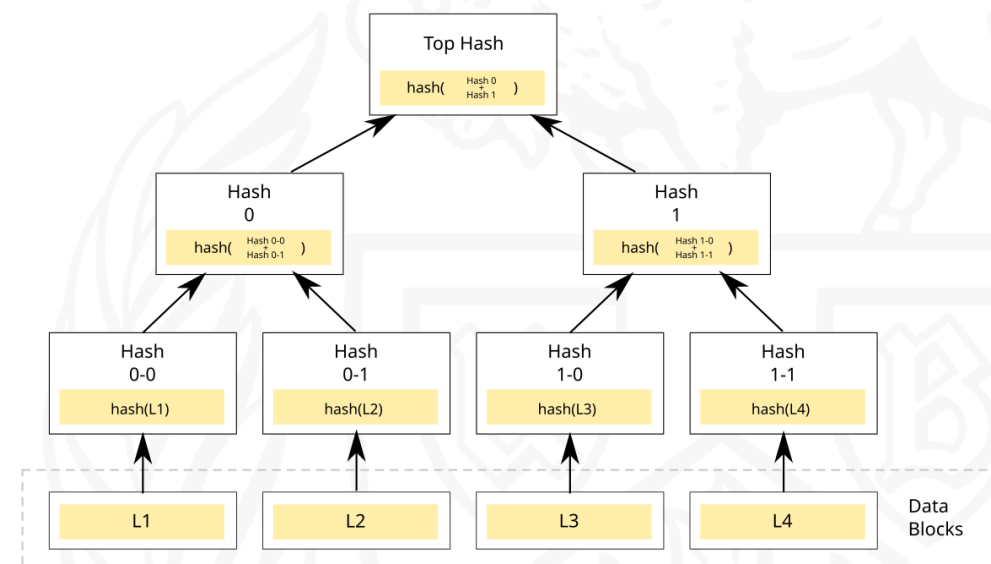 Top Hash
hash( Hash 0 + Hash 1 )
Hash
0
hash( Hash 0-0 + Hash 0-1 )
Hash
1
hash( Hash 1-0 + Hash 1-1 )
Hash
0-0
hash(L1)
Hash
0-1
hash(L2)
Hash
1-0
hash(L3)
Hash
1-1
hash(L4)
L1
L2
L3
L4
Data
Blocks